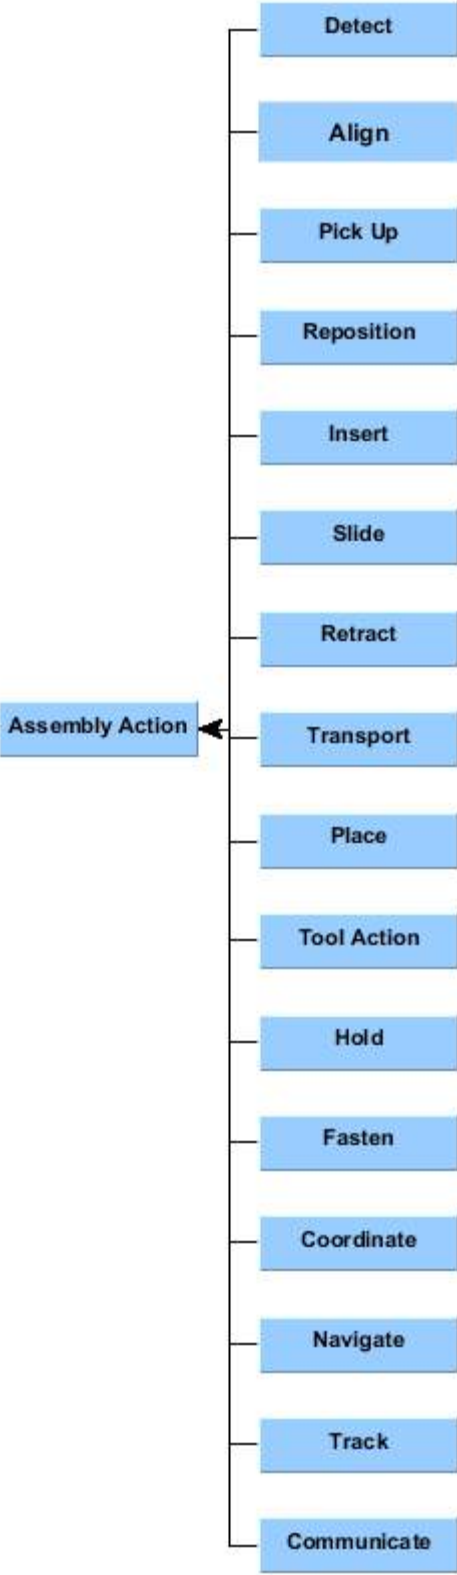 Detect
Align
Pick Up
Reposition
Insert
Slide
Retract
Assembly Action
Transport
Place
Tool Action
Hold
Fasten
Coordinate
Navigate
Track
Communicate